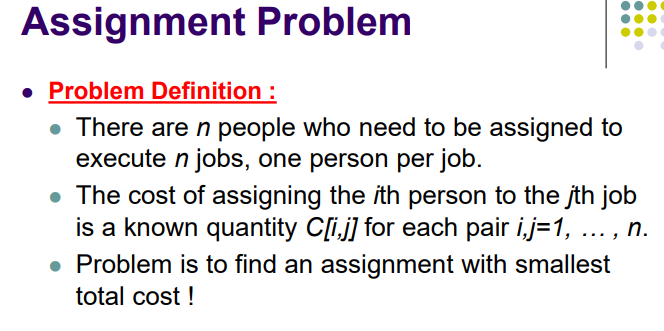 Assignment Problem
Problem Definition :
There are n people who need to be assigned to
execute n jobs, one person per job.
The cost of assigning the ith person to the jth job
is a known quantity C[i,j] for each pair i,j=1, … , n.
Problem is to find an assignment with smallest
total cost !